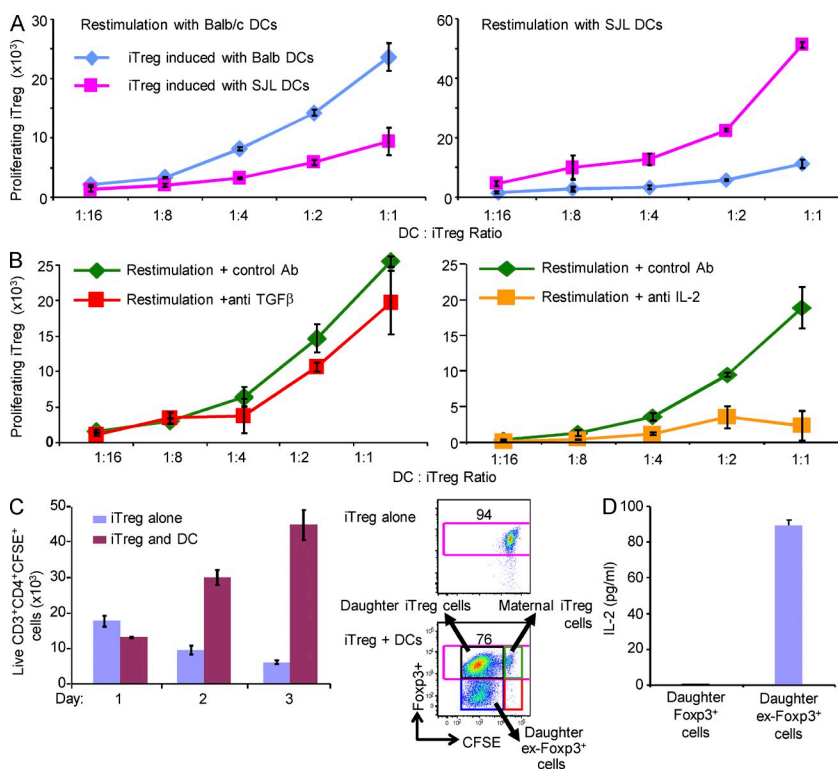 A
Restimulation with Balb/c DCs
iTreg induced with Balb DCs
iTreg induced with SJL DCs
Proliferating iTreg (x10³)
30
20
10
0
1:16 1:8 1:4 1:2 1:1
Restimulation with SJL DCs
60
40
20
0
1:16 1:8 1:4 1:2 1:1
DC : iTreg Ratio
B
Restimulation + control Ab
Restimulation +anti TGFβ
Proliferating iTreg (x10³)
25
20
15
10
5
0
1:16 1:8 1:4 1:2 1:1
Restimulation + control Ab
Restimulation + anti IL-2
25
20
15
10
5
0
1:16 1:8 1:4 1:2 1:1
DC : iTreg Ratio
C
iTreg alone
iTreg and DC
Live CD3⁺CD4⁺CFSE⁺
cells (x10³)
50
40
30
20
10
0
Day: 1 2 3
iTreg alone
94
Daughter iTreg cells
Maternal iTreg
cells
iTreg + DCs
76
Foxp3+
CFSE
Daughter
ex-Foxp3⁺
cells
D
IL-2 (pg/ml)
100
80
60
40
20
0
Daughter
Foxp3⁺
cells
Daughter
ex-Foxp3⁺
cells